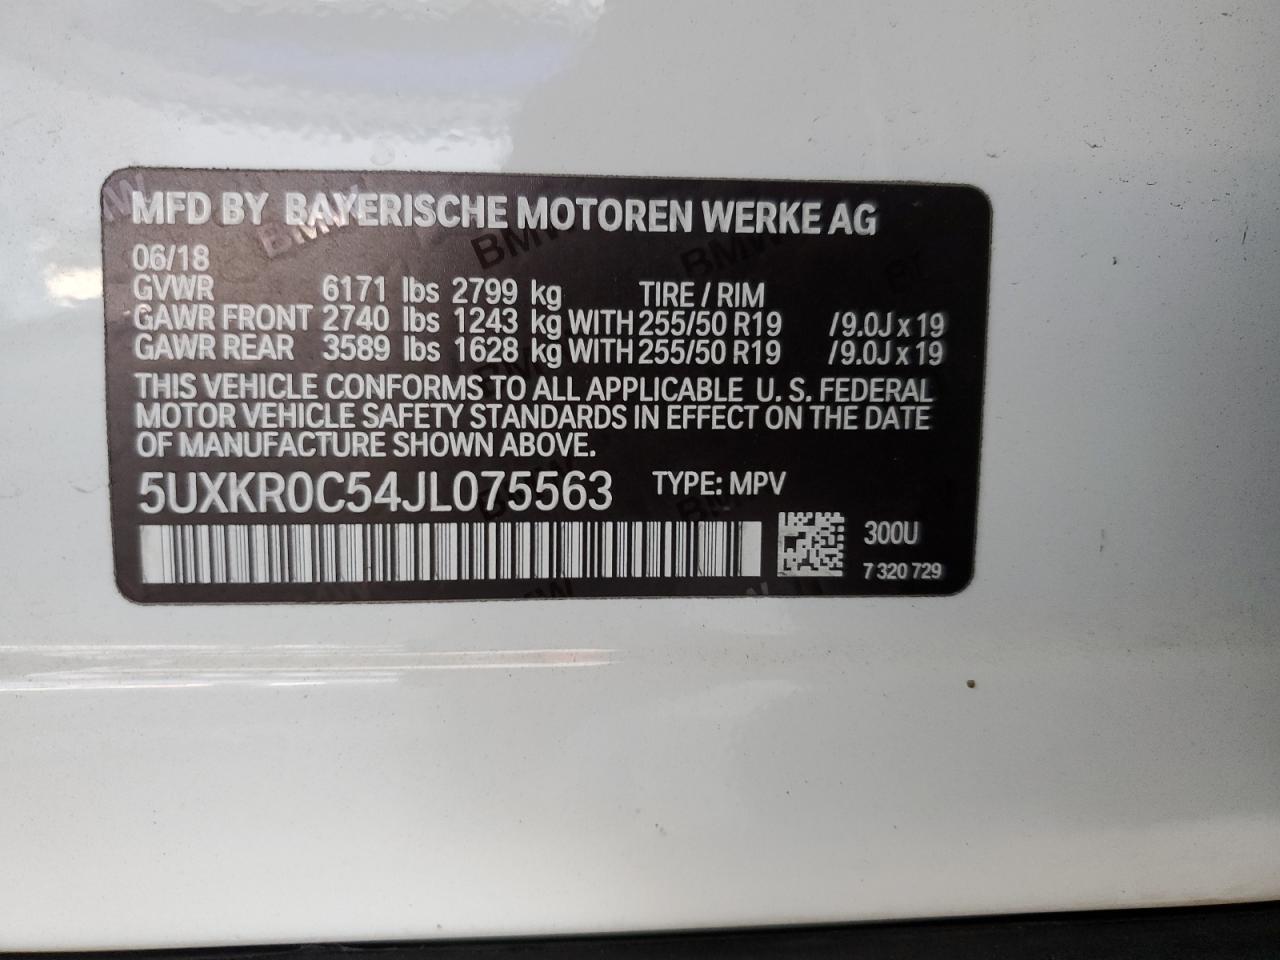 MFD BY BAYERISCHE MOTOREN WERKE AG
06/18
GVWR 6171 lbs 2799 kg TIRE / RIM
GAWR FRONT 2740 lbs 1243 kg WITH 255/50 R19 /9.0J x 19
GAWR REAR 3589 lbs 1628 kg WITH 255/50 R19 /9.0J x 19
THIS VEHICLE CONFORMS TO ALL APPLICABLE U. S. FEDERAL
MOTOR VEHICLE SAFETY STANDARDS IN EFFECT ON THE DATE
OF MANUFACTURE SHOWN ABOVE.
5UXKR0C54JL075563 TYPE: MPV
300U
7 320 729